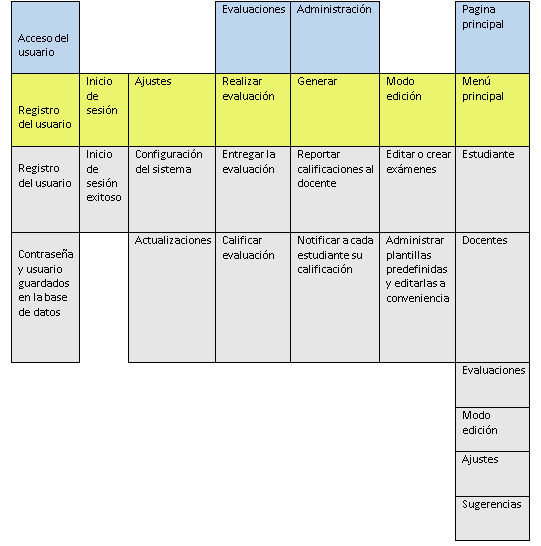 Acceso del
usuario
Evaluaciones
Administración
Pagina
principal
Registro
del usuario
Inicio
de
sesión
Ajustes
Realizar
evaluación
Generar
Modo
edición
Menú
principal
Registro
del usuario
Inicio
de
sesión
exitoso
Configuración
del sistema
Entregar la
evaluación
Reportar
calificaciones al
docente
Editar o crear
exámenes
Estudiante
Contraseña
y usuario
guardados
en la base
de datos
Actualizaciones
Calificar
evaluación
Notificar a cada
estudiante su
calificación
Administrar
plantillas
predefinidas
y editarlas a
conveniencia
Docentes
Evaluaciones
Modo
edición
Ajustes
Sugerencias